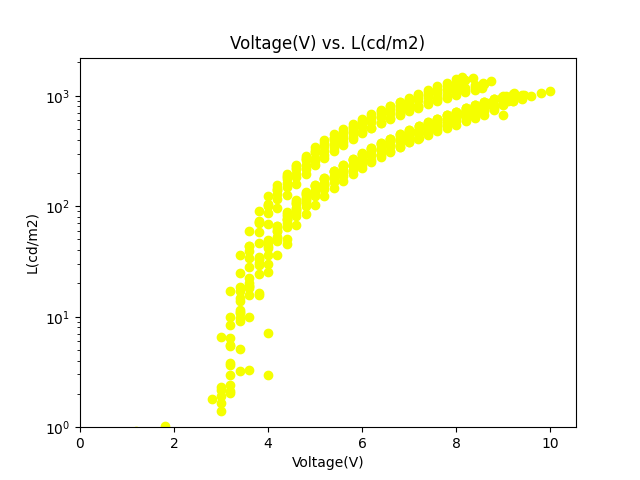 Voltage(V) vs. L(cd/m2)
L(cd/m2)
10³
10²
10¹
10⁰
0 2 4 6 8 10
Voltage(V)